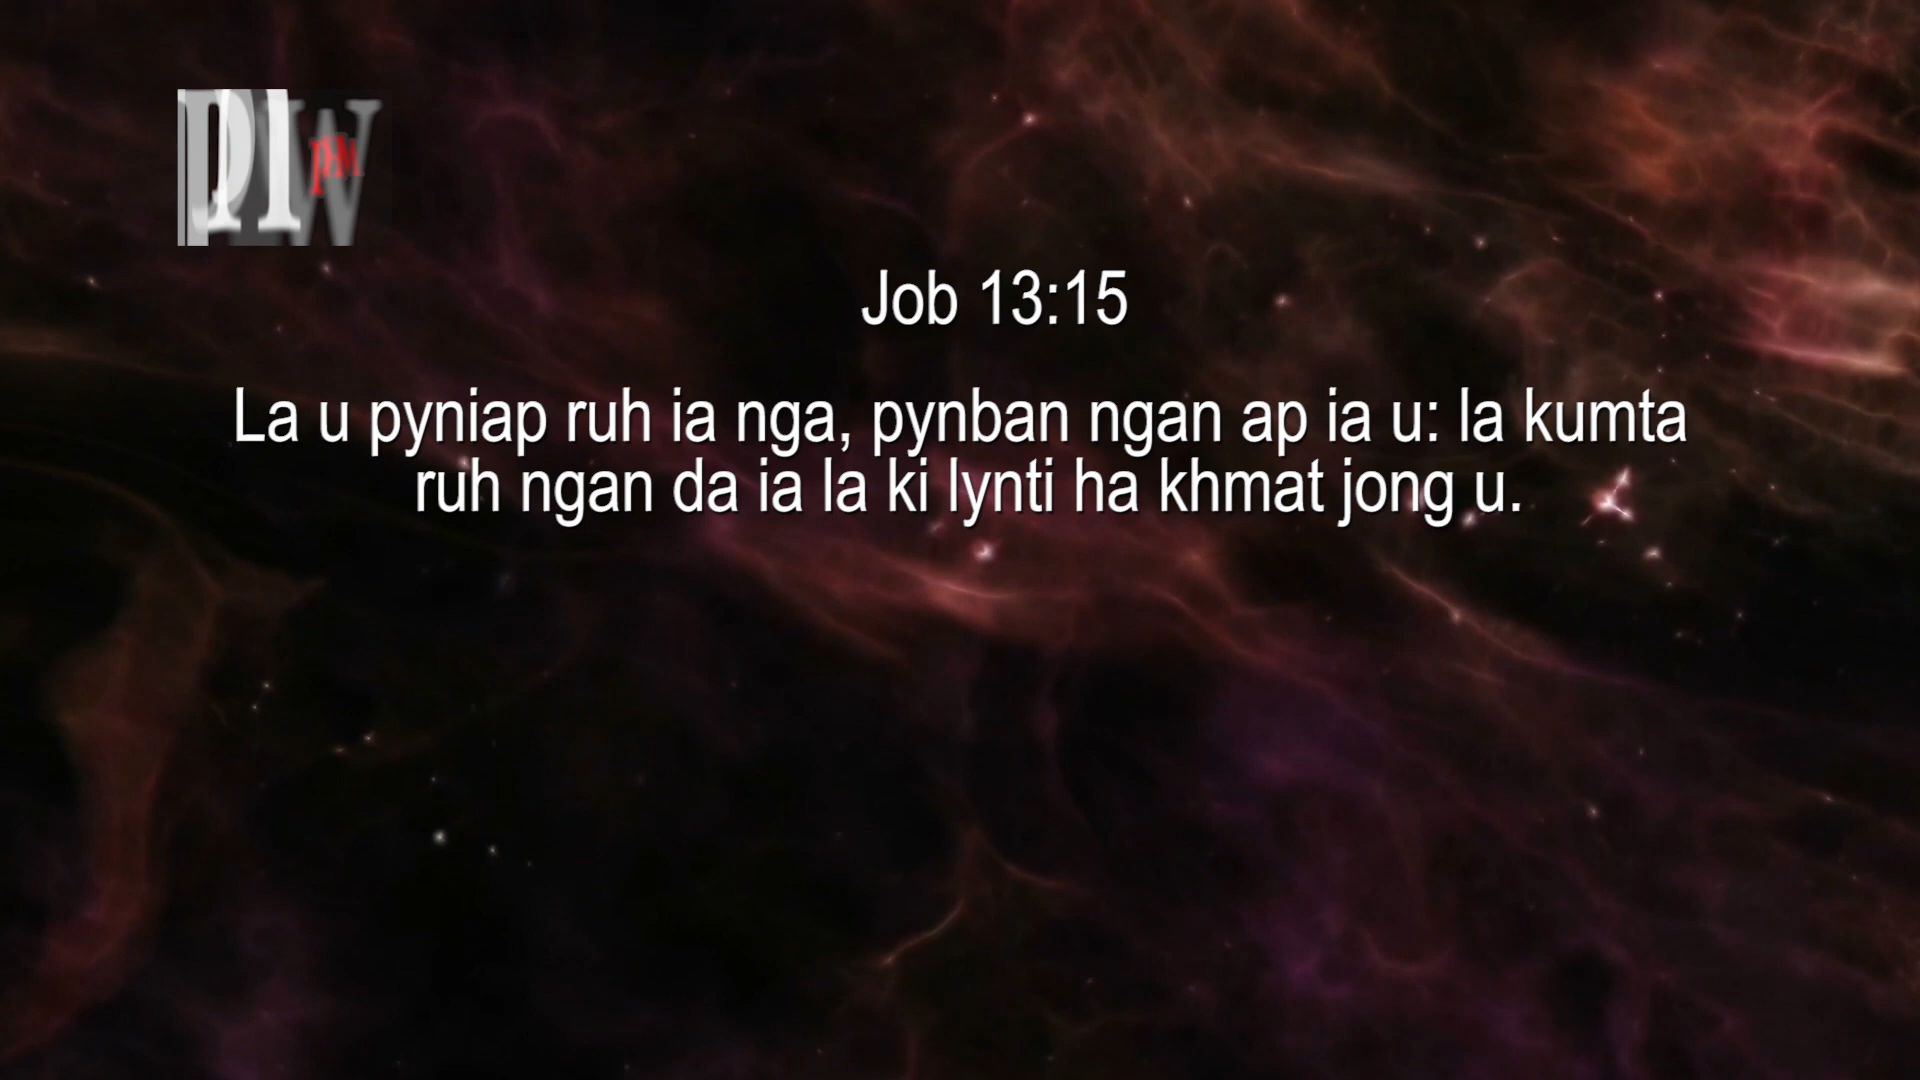 Job 13:15
La u pyniap ruh ia nga, pynban ngan ap ia u: la kumta
ruh ngan da ia la ki lynti ha khmat jong u.